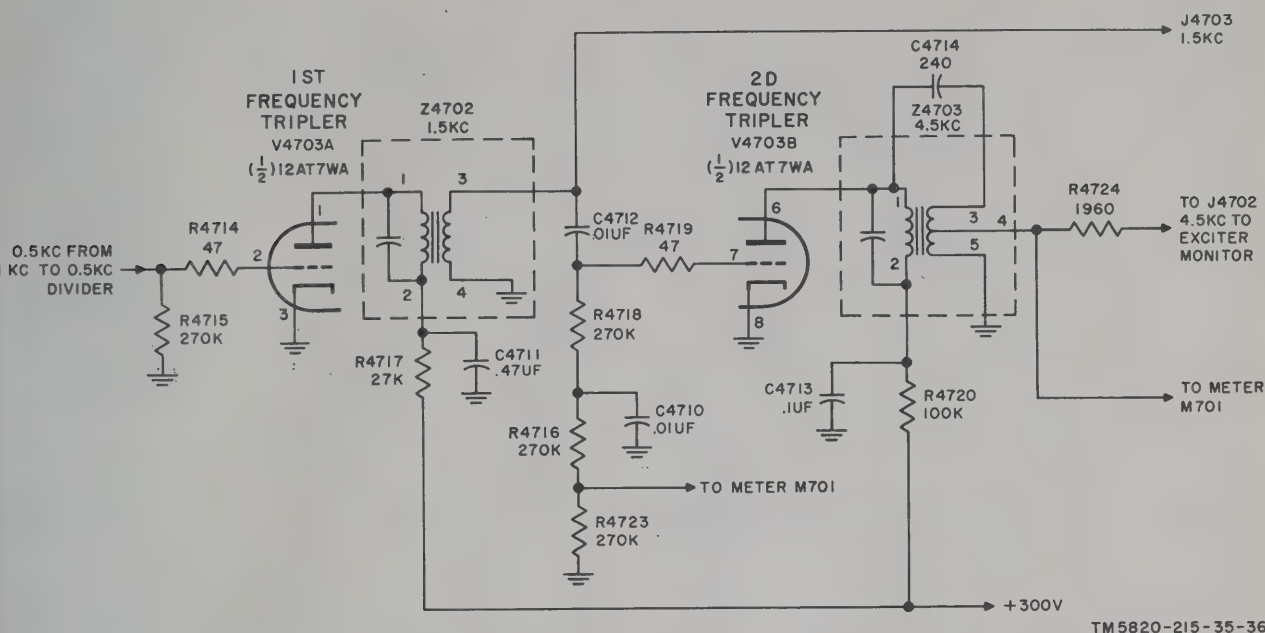 J4703
1.5KC
C4714
240
1ST
FREQUENCY
TRIPLER
V4703A
(1/2)12AT7WA
Z4702
1.5KC
2D
FREQUENCY
TRIPLER
V4703B
(1/2)12AT7WA
Z4703
4.5KC
1
3
1
2
4
R4714
47
2
3
0.5KC FROM
KC TO 0.5KC
DIVIDER
R4715
270K
C4712
.01UF
R4719
47
6
7
8
1
2
3
4
5
R4724
1960
TO J4702
4.5KC TO
EXCITER
MONITOR
R4717
27K
C4711
.47UF
R4718
270K
C4710
.01UF
R4716
270K
C4713
.1UF
R4720
100K
TO METER
M701
TO METER M701
R4723
270K
+300V
TM5820-215-35-36